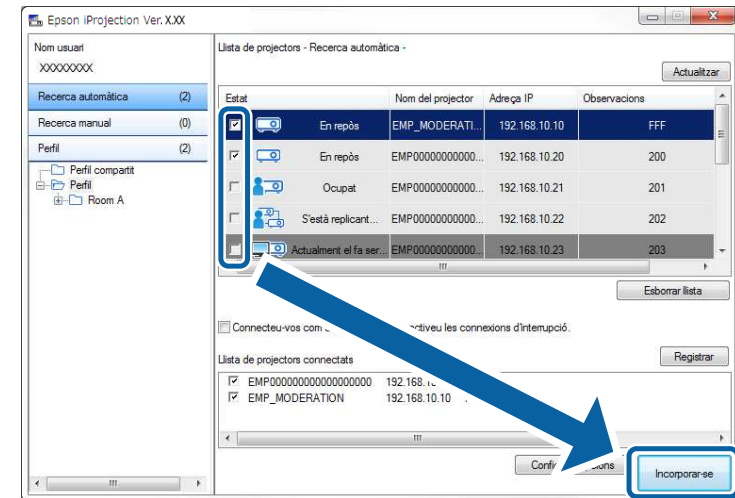 Epson iProjection Ver. X.XX
Nom usuari
XXXXXXXX
Recerca automàtica (2)
Recerca manual (0)
Perfil (2)
Perfil compartit
Perfil
Room A
Llista de projectors - Recerca automàtica -
Actualitzar
Estat Nom del projector Adreça IP Observacions
En repòs EMP_MODERATI... 192.168.10.10 FFF
En repòs EMP00000000000... 192.168.10.20 200
Ocupat EMP00000000000... 192.168.10.21 201
S'està replicant... EMP00000000000... 192.168.10.22 202
Actualment el fa ser... EMP00000000000... 192.168.10.23 203
Esborrar llista
Connecteu-vos com les connexions d'interrupció.
Llista de projectors connectats
Registrar
EMP000000000000000000
EMP_MODERATION 192.168.10.10
Incorporar-se